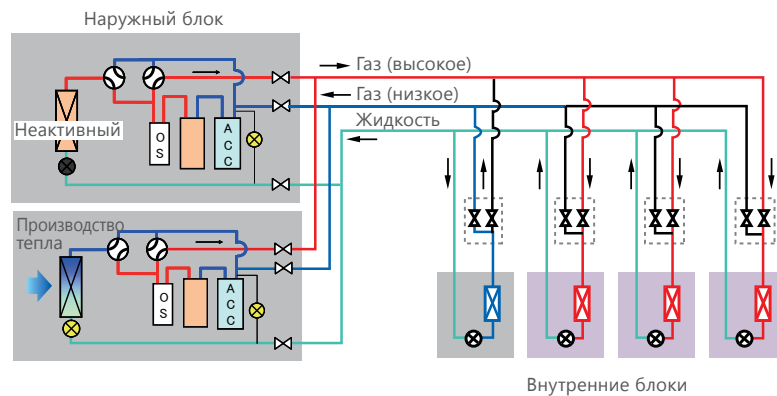 Наружный блок
Газ (высокое)
Газ (низкое)
Жидкость
Неактивный
O
S
A
C
C
Производство
тепла
O
S
A
C
C
Внутренние блоки